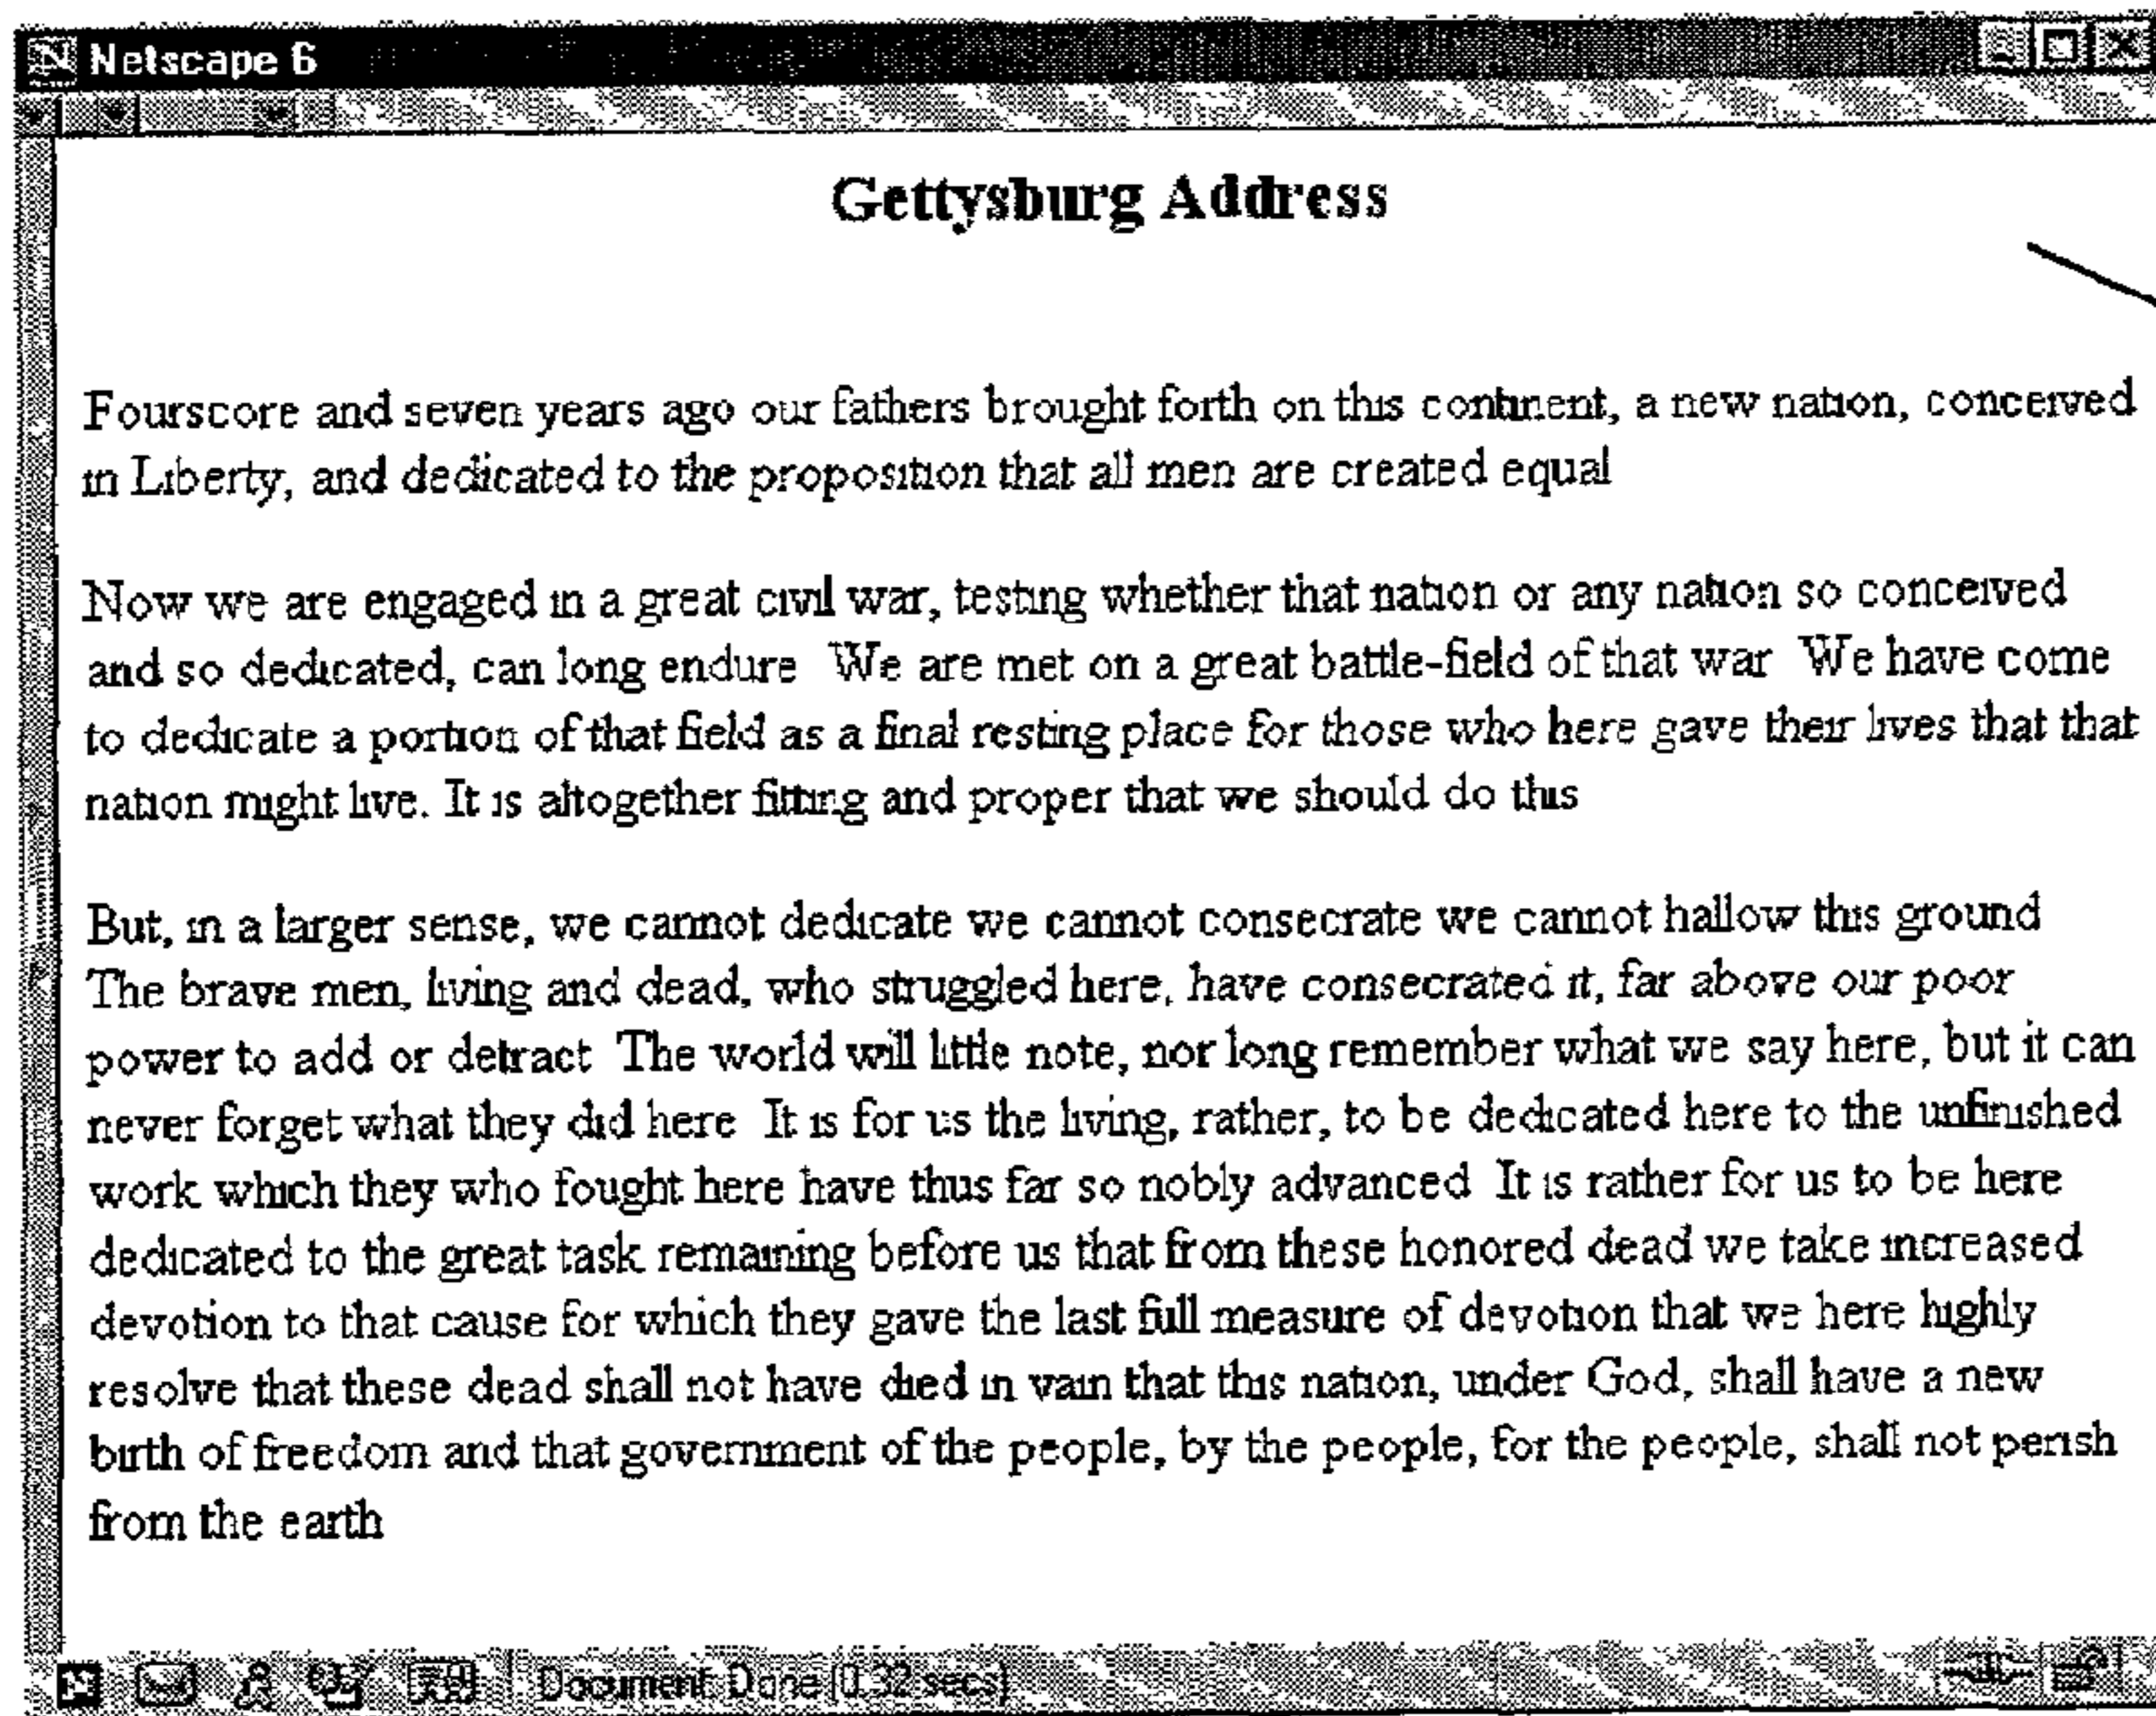 Netscape 6
Gettysburg Address
Fourscore and seven years ago our fathers brought forth on this continent, a new nation, conceived
in Liberty, and dedicated to the proposition that all men are created equal
Now we are engaged in a great civil war, testing whether that nation or any nation so conceived
and so dedicated, can long endure We are met on a great battle-field of that war We have come
to dedicate a portion of that field as a final resting place for those who here gave their lives that that
nation might live. It is altogether fitting and proper that we should do this
But, in a larger sense, we cannot dedicate we cannot consecrate we cannot hallow this ground
The brave men, living and dead, who struggled here, have consecrated it, far above our poor
power to add or detract The world will little note, nor long remember what we say here, but it can
never forget what they did here It is for us the living, rather, to be dedicated here to the unfinished
work which they who fought here have thus far so nobly advanced It is rather for us to be here
dedicated to the great task remaining before us that from these honored dead we take increased
devotion to that cause for which they gave the last full measure of devotion that we here highly
resolve that these dead shall not have died in vain that this nation, under God, shall have a new
birth of freedom and that government of the people, by the people, for the people, shall not perish
from the earth
Document: Done (0.32 secs)